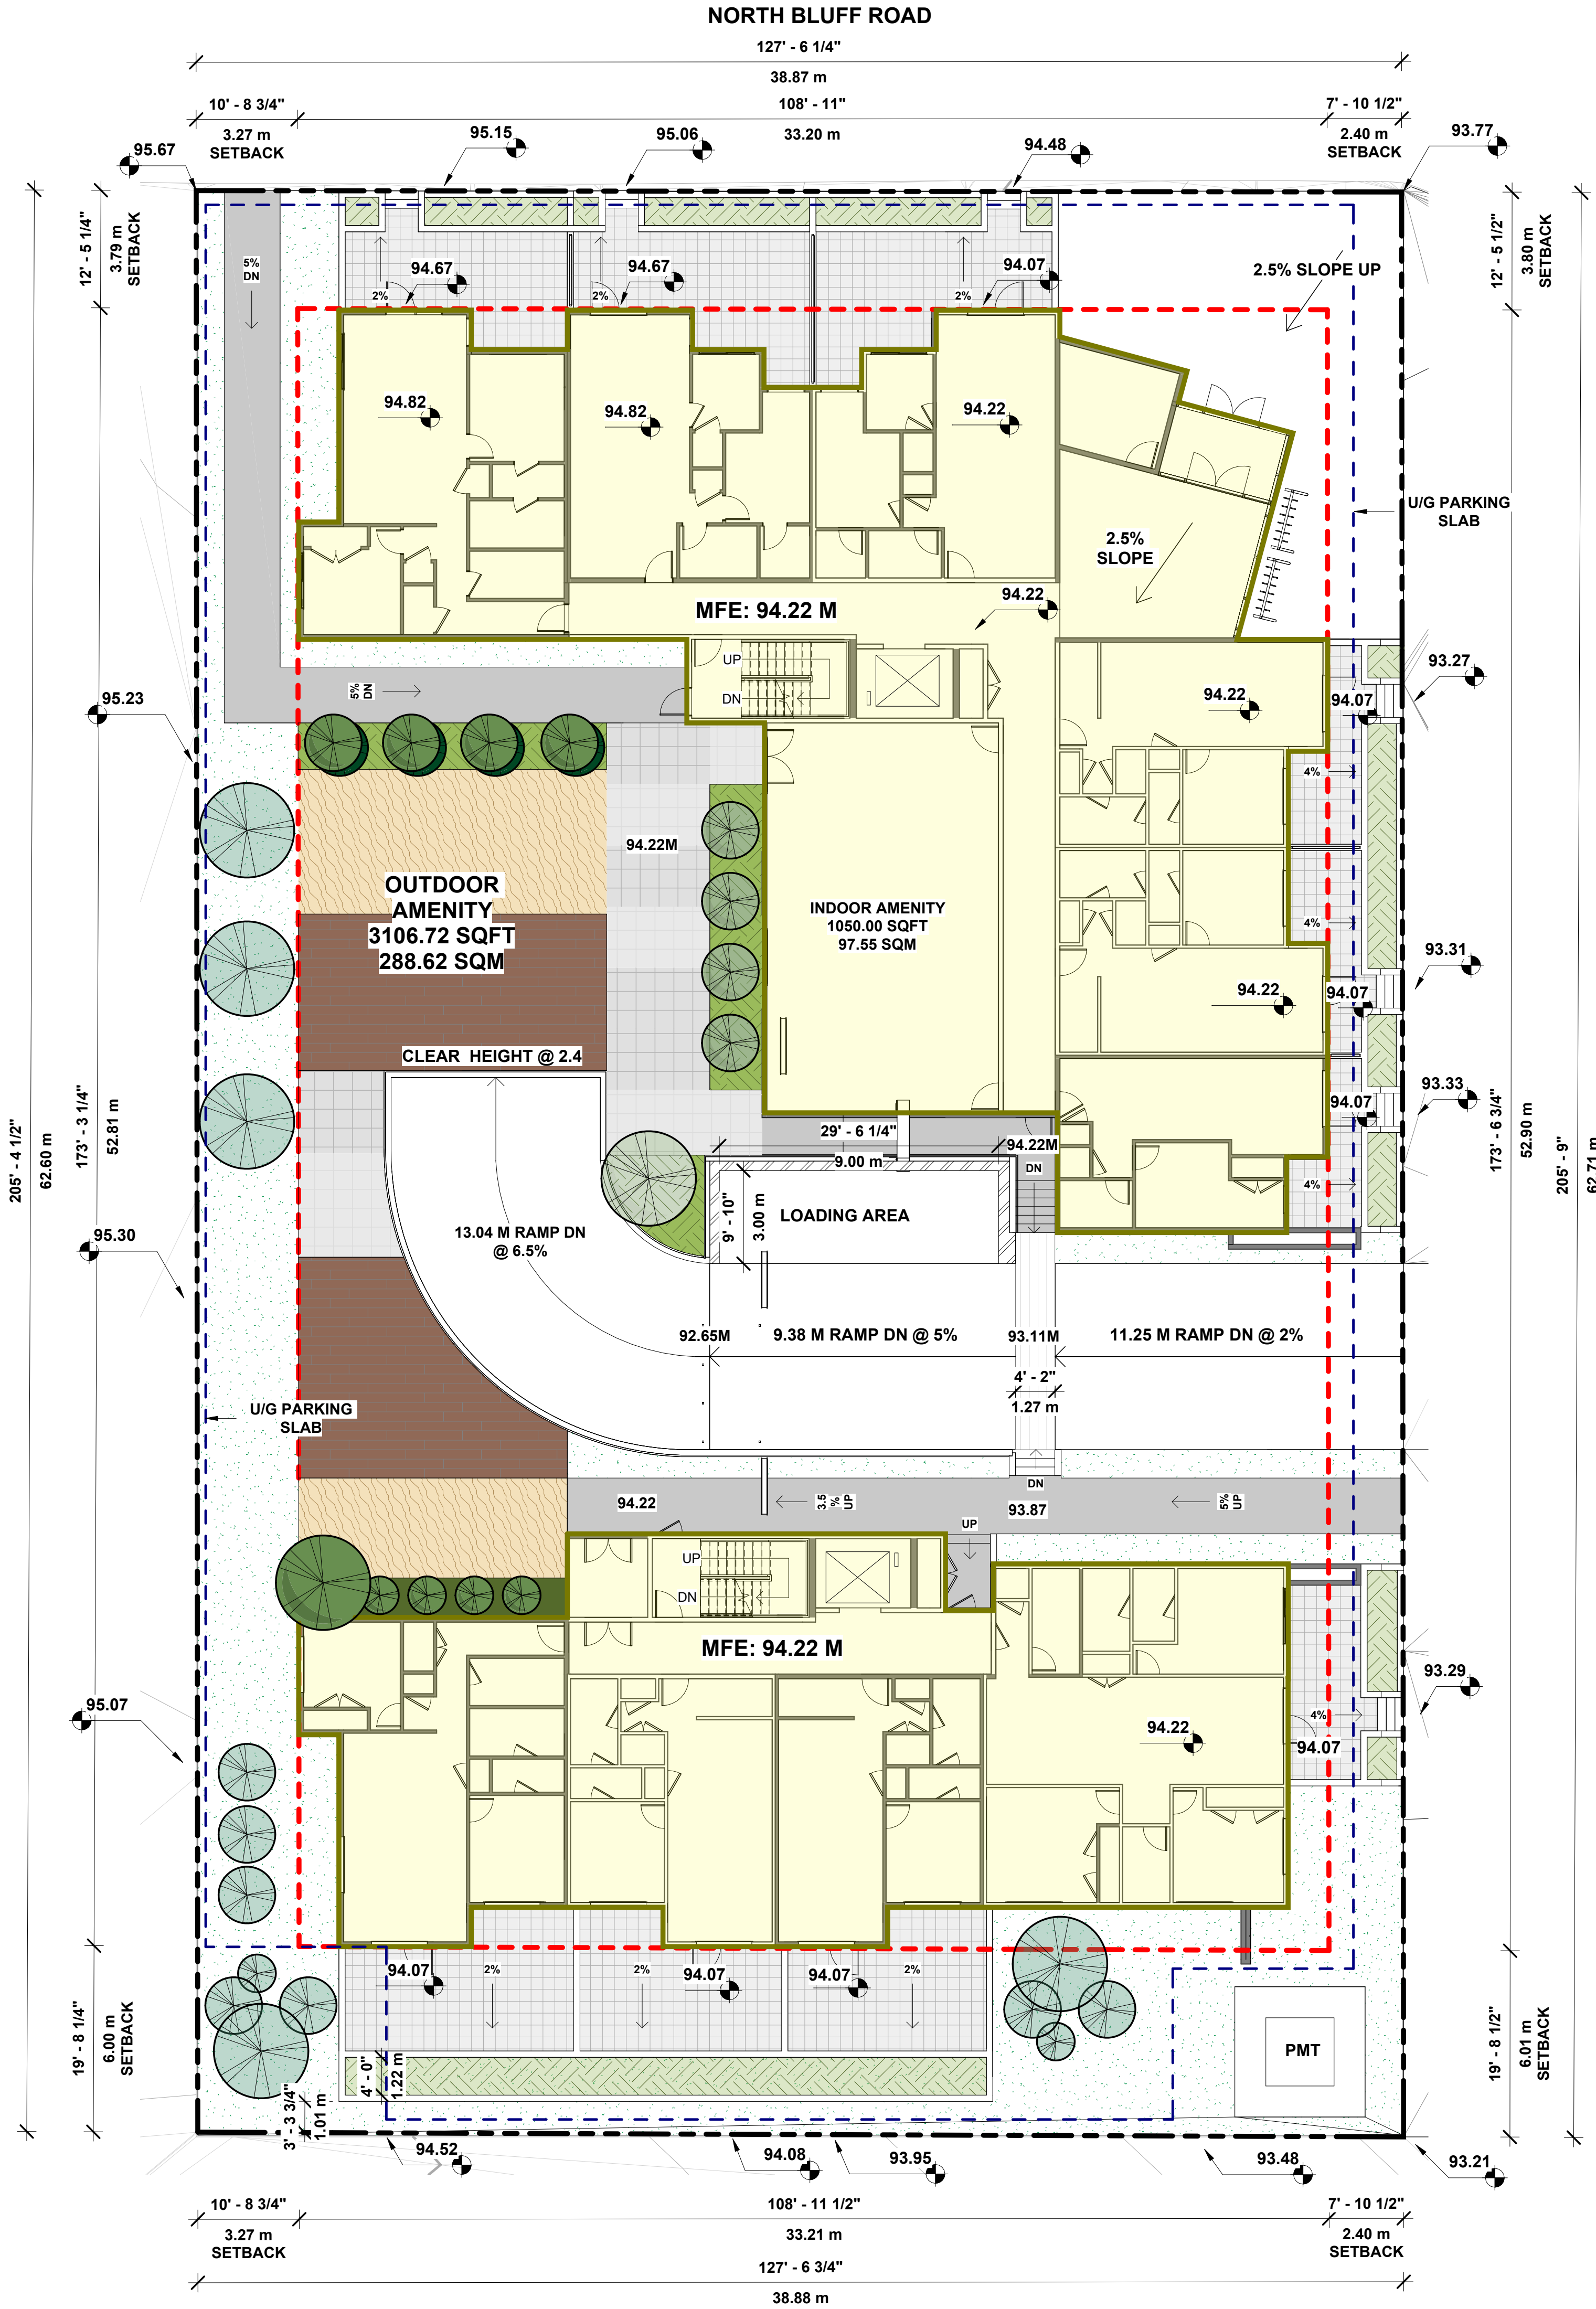 NORTH BLUFF ROAD
127' - 6 1/4"
38.87 m
10' - 8 3/4"
108' - 11"
7' - 10 1/2"
3.27 m
SETBACK
33.20 m
2.40 m
SETBACK
95.67
95.15
95.06
94.48
93.77
12' - 5 1/4"
3.79 m
SETBACK
12' - 5 1/2"
3.80 m
SETBACK
5%
DN
94.67
94.67
94.07
2.5% SLOPE UP
2%
2%
2%
94.82
94.82
94.22
U/G PARKING
SLAB
2.5%
SLOPE
MFE: 94.22 M
94.22
UP
DN
5%
DN
95.23
93.27
94.22
94.07
4%
94.22M
OUTDOOR
AMENITY
3106.72 SQFT
288.62 SQM
INDOOR AMENITY
1050.00 SQFT
97.55 SQM
4%
93.31
94.22
94.07
CLEAR HEIGHT @ 2.4
93.33
94.07
205' - 4 1/2"
62.60 m
173' - 3 1/4"
52.81 m
173' - 6 3/4"
52.90 m
205' - 9"
62.71 m
29' - 6 1/4"
9.00 m
94.22M
DN
4%
9' - 10"
3.00 m
LOADING AREA
13.04 M RAMP DN
@ 6.5%
95.30
92.65M
9.38 M RAMP DN @ 5%
93.11M
11.25 M RAMP DN @ 2%
4' - 2"
1.27 m
U/G PARKING
SLAB
DN
94.22
3.5
%
UP
93.87
5%
UP
UP
UP
DN
MFE: 94.22 M
95.07
93.29
94.22
4%
94.07
94.07
2%
2%
94.07
94.07
2%
19' - 8 1/4"
6.00 m
SETBACK
19' - 8 1/2"
6.01 m
SETBACK
PMT
4' - 0"
1.22 m
3' - 3 3/4"
1.01 m
94.52
94.08
93.95
93.48
93.21
10' - 8 3/4"
108' - 11 1/2"
7' - 10 1/2"
3.27 m
SETBACK
33.21 m
2.40 m
SETBACK
127' - 6 3/4"
38.88 m